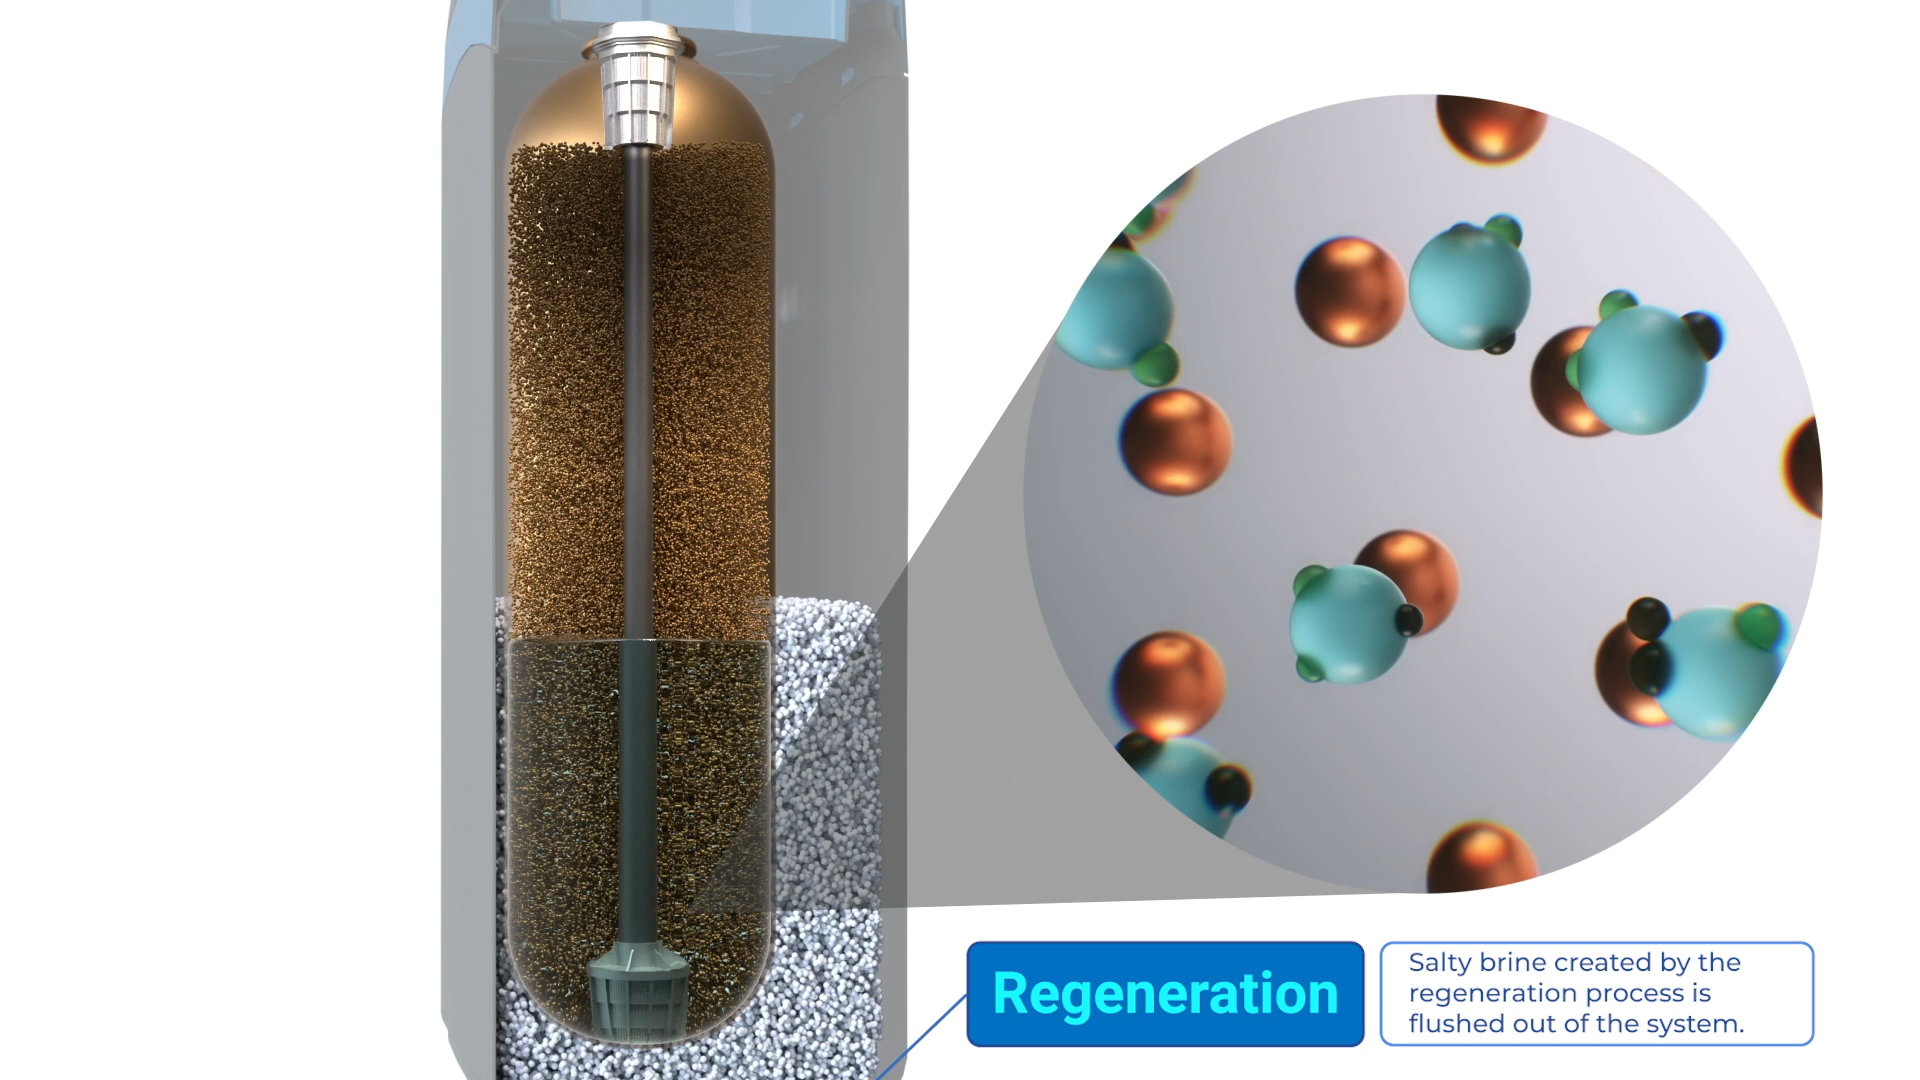 Regeneration
Salty brine created by the
regeneration process is
flushed out of the system.